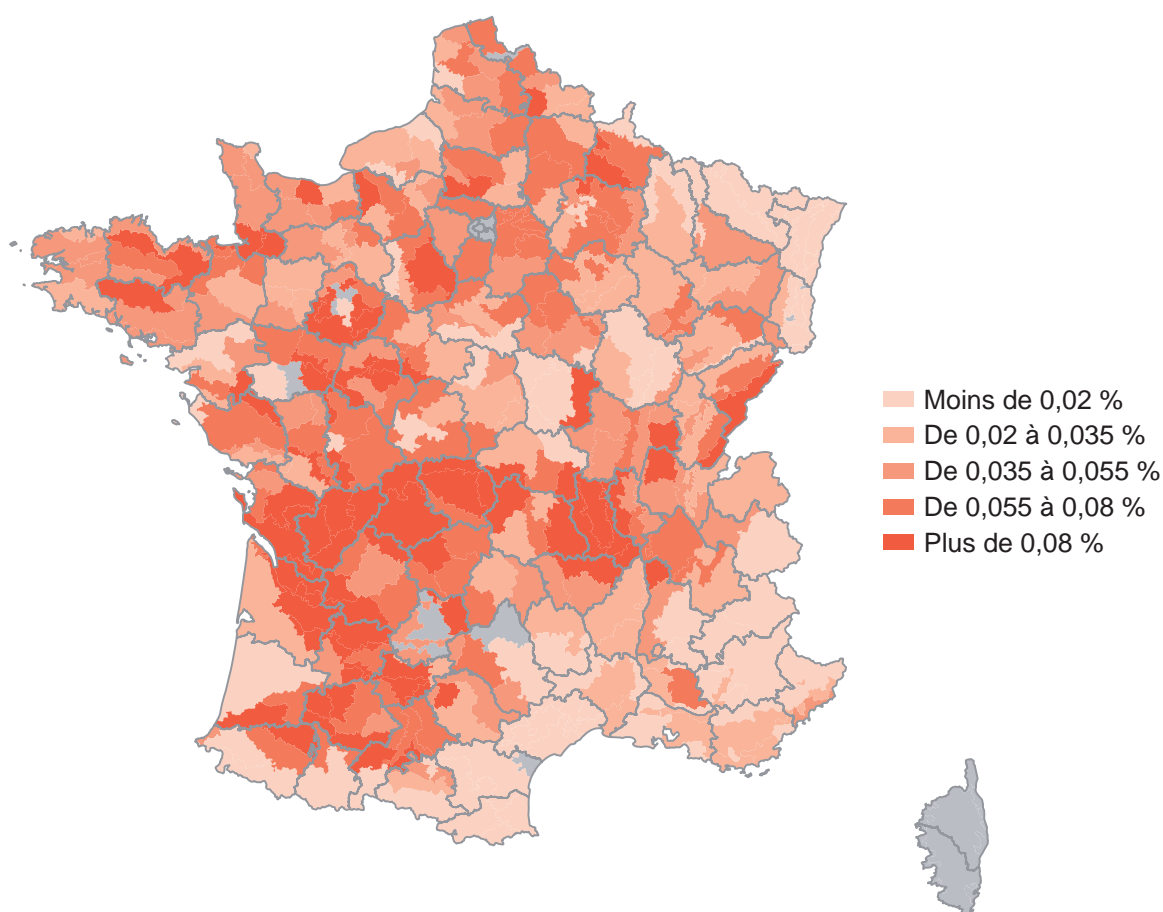 Moins de 0,02 %
De 0,02 à 0,035 %
De 0,035 à 0,055 %
De 0,055 à 0,08 %
Plus de 0,08 %